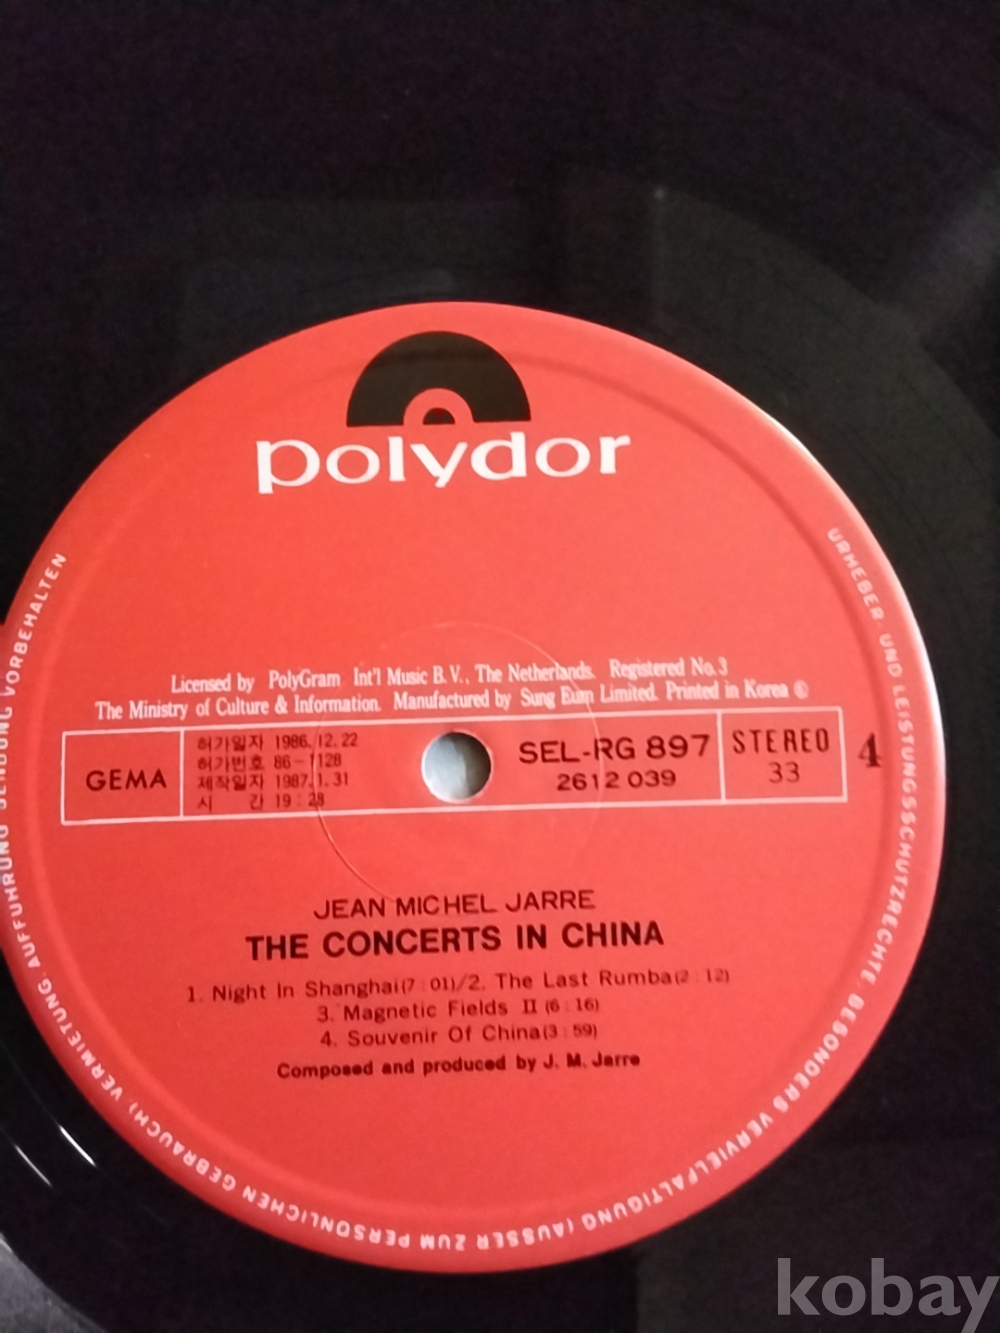 polydor
Licensed by PolyGram Int'l Music B.V., The Netherlands. Registered No.3
The Ministry of Culture & Information. Manufactured by Sung Eum Limited. Printed in Korea ©
GEMA
허가일자 1986.12.22
허가번호 86-1128
제작일자 1987.1.31
시 간 19:28
SEL-RG 897
2612 039
STEREO
33
4
JEAN MICHEL JARRE
THE CONCERTS IN CHINA
1. Night In Shanghai(7:01)/2. The Last Rumba(2:12)
3. Magnetic Fields II (6:16)
4. Souvenir Of China(3:59)
Composed and produced by J. M. Jarre
URHEBER- UND LEISTUNGSSCHUTZRECHTE, BESONDERS VERVIELFALTIGUNG (AUSSER ZUM PERSONLICHEN GEBRAUCH), VERMIETUNG, AUFFUHRUNG SENDUNG VORBEHALTEN
kobay